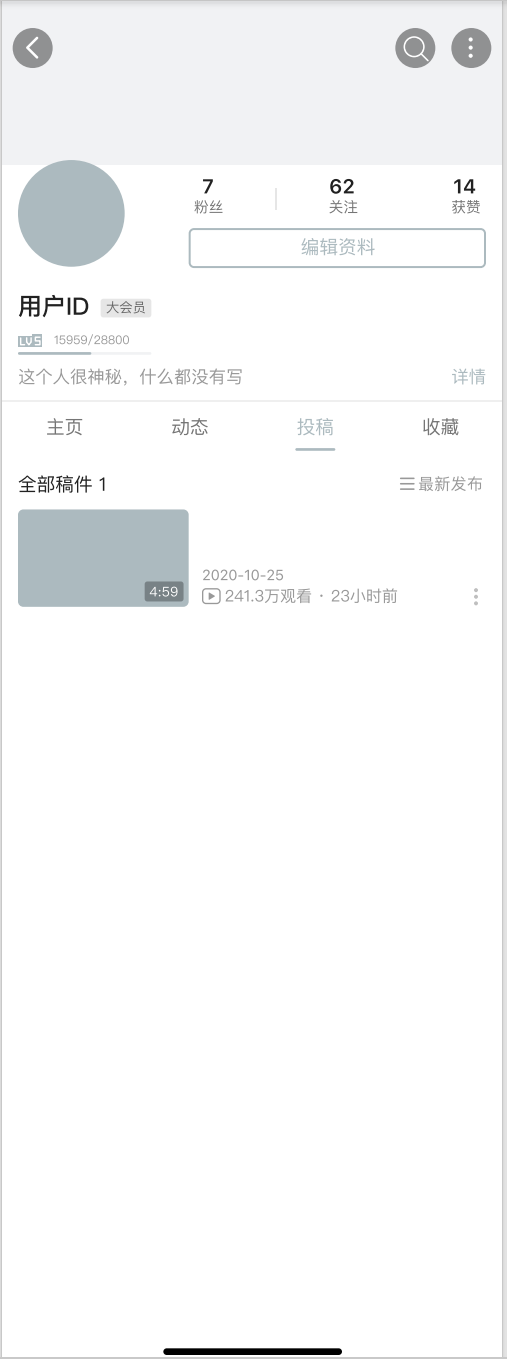 7 62 14
粉丝 关注 获赞
编辑资料
用户ID 大会员
LV5 15959/28800
这个人很神秘，什么都没有写 详情
主页 动态 投稿 收藏
全部稿件 1 最新发布
4:59
2020-10-25
241.3万观看 · 23小时前